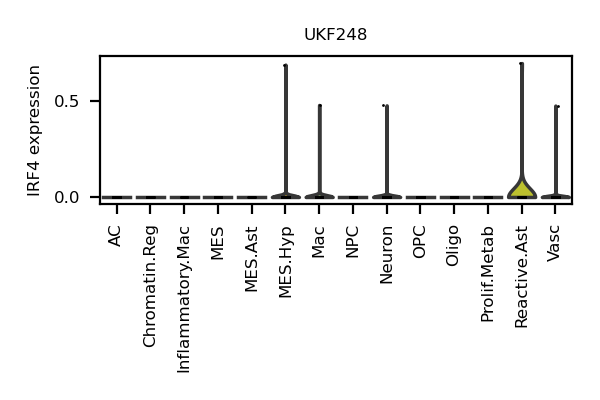 UKF248
IRF4 expression
0.5
0.0
AC
Chromatin.Reg
Inflammatory.Mac
MES
MES.Ast
MES.Hyp
Mac
NPC
Neuron
OPC
Oligo
Prolif.Metab
Reactive.Ast
Vasc